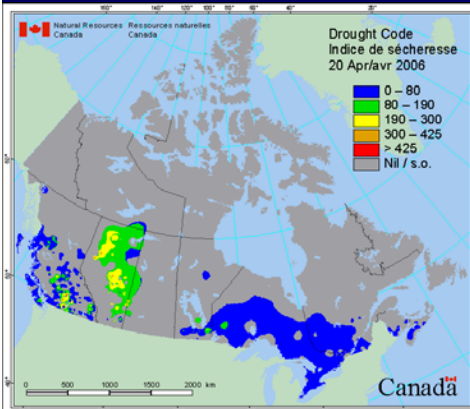 Natural Resources Ressources naturelles
Canada Canada
Drought Code
Indice de sécheresse
20 Apr/avr 2006
0 – 80
80 – 190
190 – 300
300 – 425
> 425
Nil / s.o.
0 500 1000 1500 2000 km
Canada